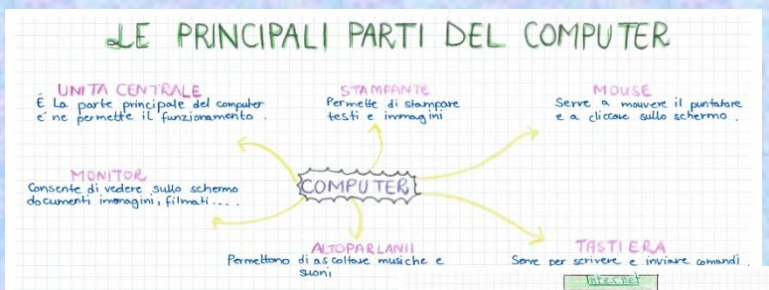 LE PRINCIPALI PARTI DEL COMPUTER
UNITA CENTRALE
È La parte principale del computer
e ne permette il funzionamento.
STAMPANTE
Permette di stampare
testi e immagini
MOUSE
Serve a muovere il puntatore
e a cliccare sullo schermo.
MONITOR
Consente di vedere sullo schermo
documenti immagini, filmati....
COMPUTER
ALTOPARLANTI
Permettono di ascoltare musiche e
suoni
TASTIERA
Serve per scrivere e inviare comandi.
Internet